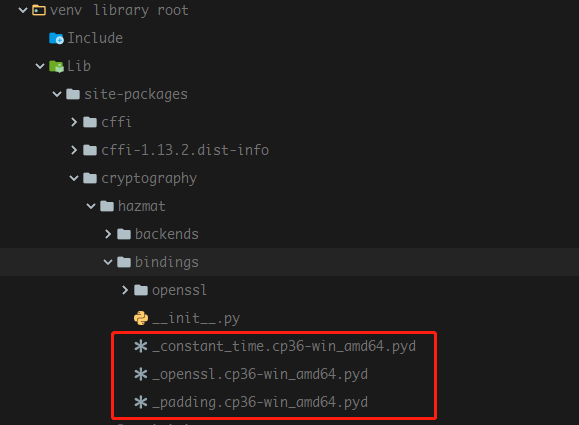 venv library root
Include
Lib
site-packages
cffi
cffi-1.13.2.dist-info
cryptography
hazmat
backends
bindings
openssl
__init__.py
_constant_time.cp36-win_amd64.pyd
_openssl.cp36-win_amd64.pyd
_padding.cp36-win_amd64.pyd